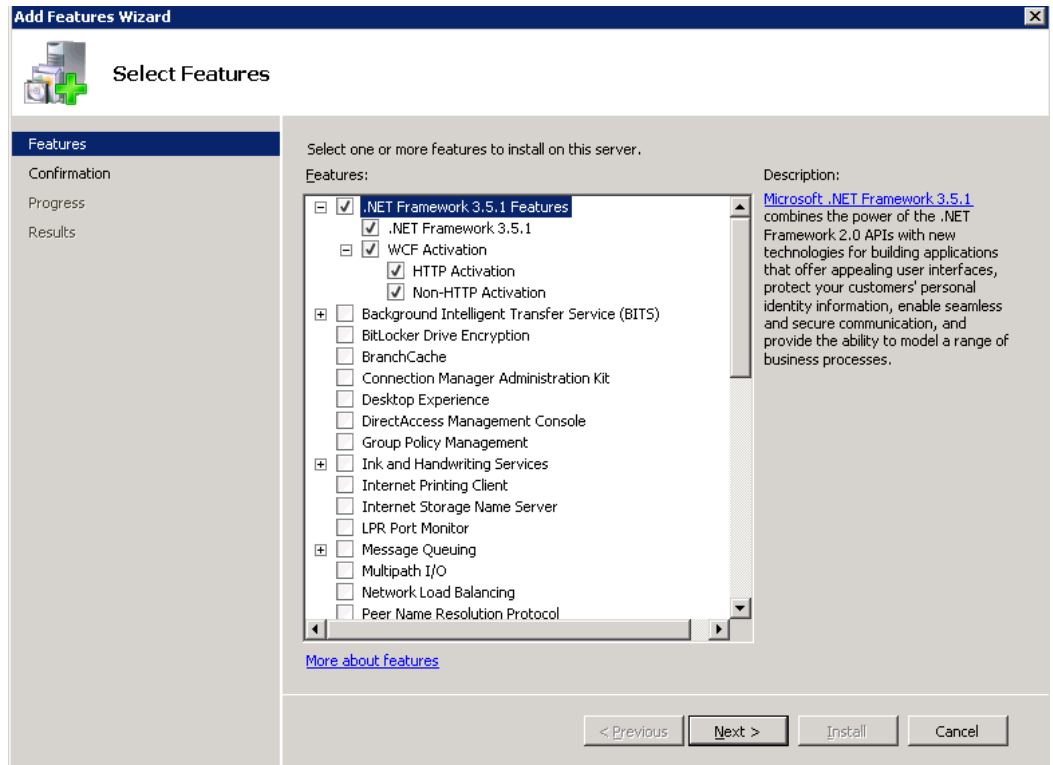 Add Features Wizard
Select Features
Features
Confirmation
Progress
Results
Select one or more features to install on this server.
Features:
.NET Framework 3.5.1 Features
.NET Framework 3.5.1
WCF Activation
HTTP Activation
Non-HTTP Activation
Background Intelligent Transfer Service (BITS)
BitLocker Drive Encryption
BranchCache
Connection Manager Administration Kit
Desktop Experience
DirectAccess Management Console
Group Policy Management
Ink and Handwriting Services
Internet Printing Client
Internet Storage Name Server
LPR Port Monitor
Message Queuing
Multipath I/O
Network Load Balancing
Peer Name Resolution Protocol
Description:
Microsoft .NET Framework 3.5.1
combines the power of the .NET
Framework 2.0 APIs with new
technologies for building applications
that offer appealing user interfaces,
protect your customers' personal
identity information, enable seamless
and secure communication, and
provide the ability to model a range of
business processes.
More about features
< Previous
Next >
Install
Cancel